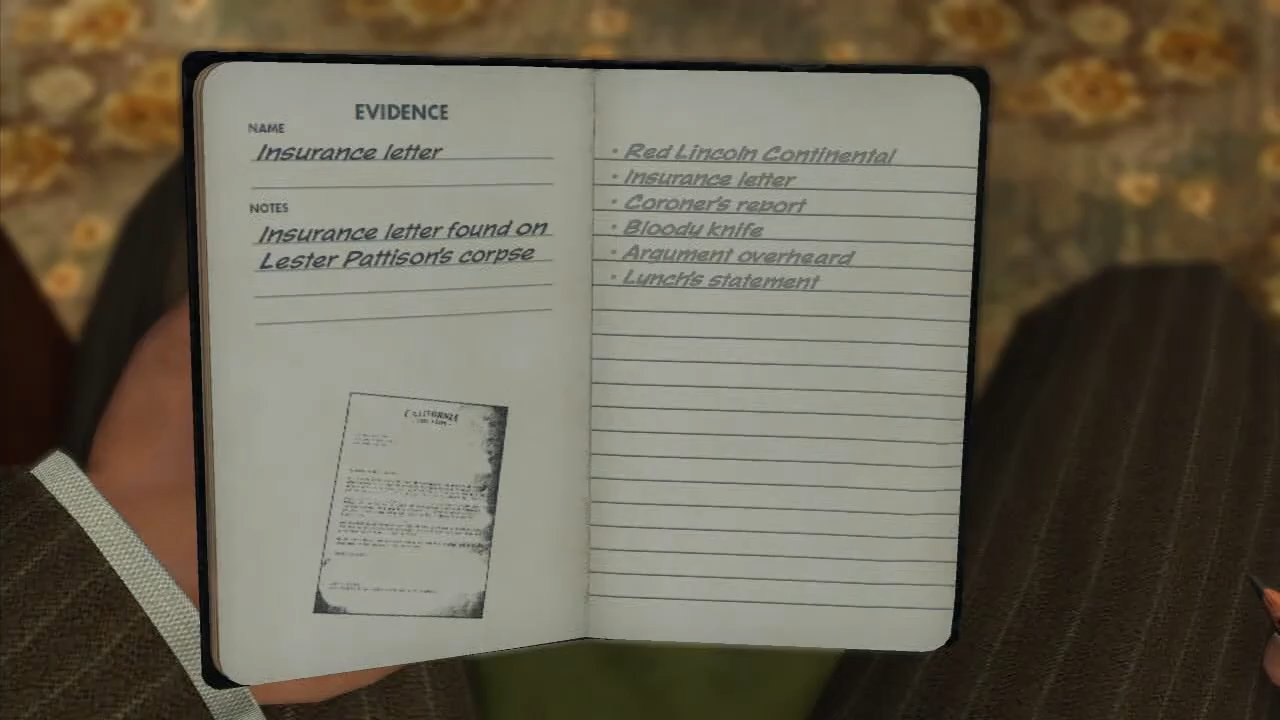 EVIDENCE
NAME
Insurance letter
NOTES
Insurance letter found on
Lester Pattison's corpse
CALIFORNIA
• Red Lincoln Continental
• Insurance letter
• Coroner's report
• Bloody knife
• Argument overheard
• Lynch's statement